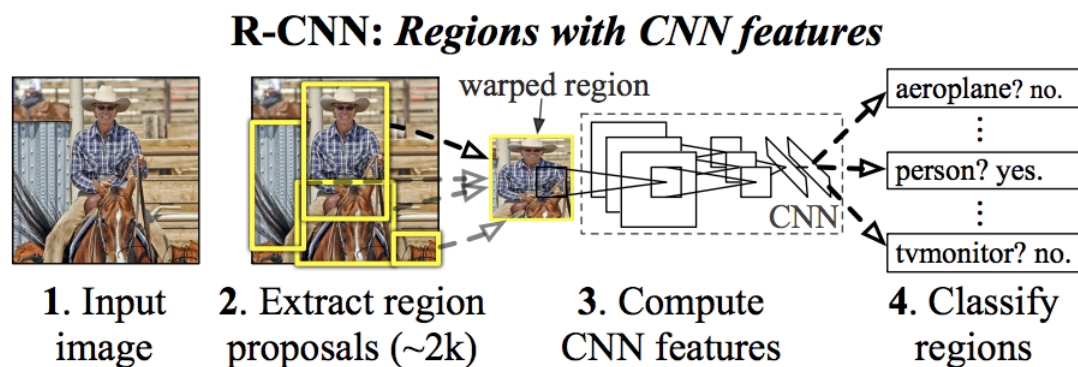 R-CNN: Regions with CNN features
warped region
aeroplane? no.
person? yes.
CNN
tvmonitor? no.
1. Input
image
2. Extract region
proposals (~2k)
3. Compute
CNN features
4. Classify
regions